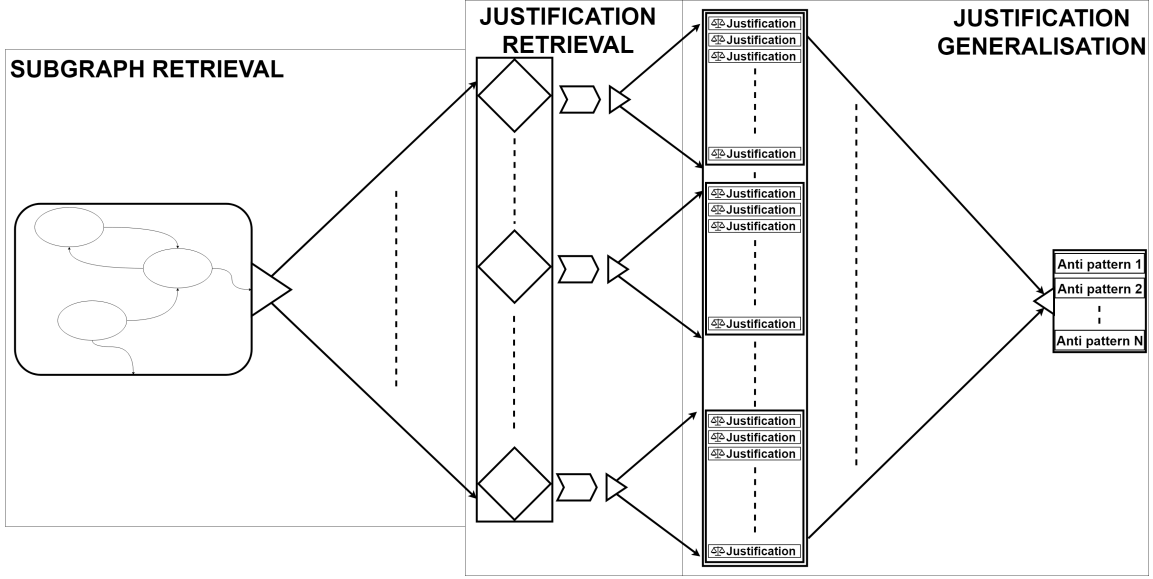 SUBGRAPH RETRIEVAL
JUSTIFICATION
RETRIEVAL
JUSTIFICATION
GENERALISATION
Justification
Justification
Justification
Justification
Justification
Justification
Justification
Justification
Justification
Justification
Justification
Justification
Anti pattern 1
Anti pattern 2
Anti pattern N